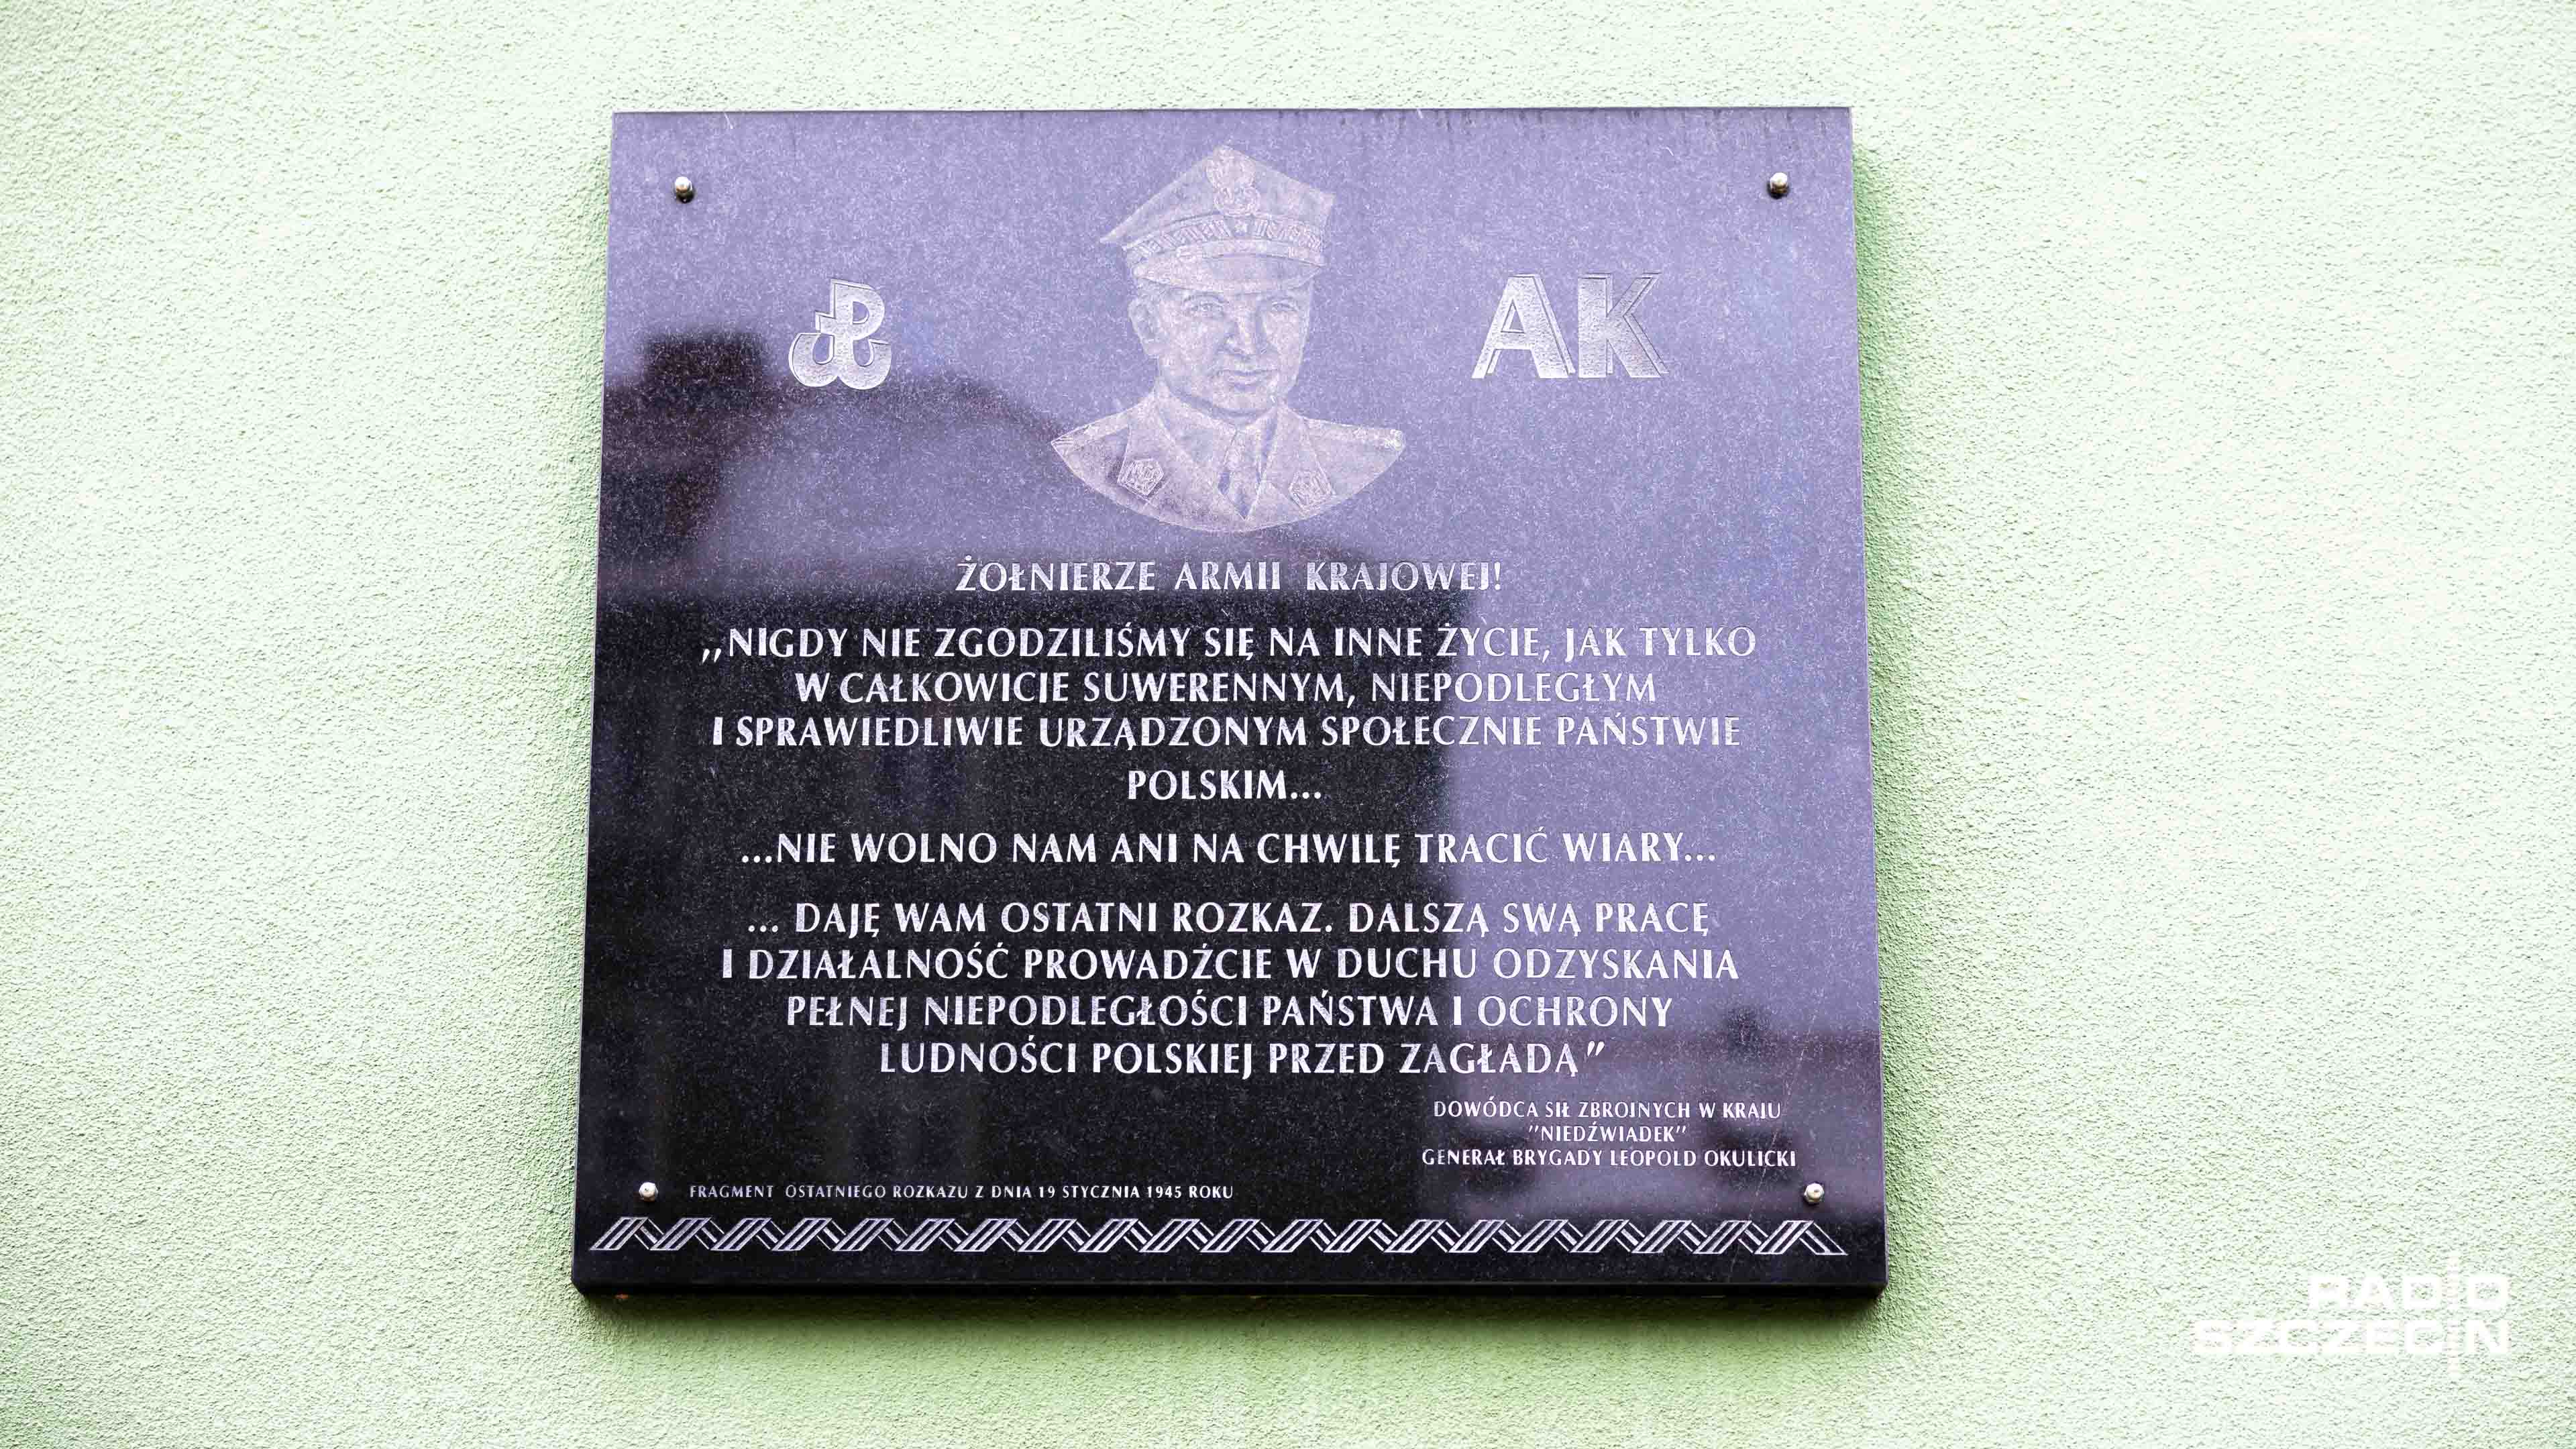 AK
ŻOŁNIERZE ARMII KRAJOWEJ!
„NIGDY NIE ZGODZILIŚMY SIĘ NA INNE ŻYCIE, JAK TYLKO
W CAŁKOWICIE SUWERENNYM, NIEPODLEGŁYM
I SPRAWIEDLIWIE URZĄDZONYM SPOŁECZNIE PAŃSTWIE
POLSKIM...
...NIE WOLNO NAM ANI NA CHWILĘ TRACIĆ WIARY...
... DAJĘ WAM OSTATNI ROZKAZ. DALSZĄ SWĄ PRACĘ
I DZIAŁALNOŚĆ PROWADŹCIE W DUCHU ODZYSKANIA
PEŁNEJ NIEPODLEGŁOŚCI PAŃSTWA I OCHRONY
LUDNOŚCI POLSKIEJ PRZED ZAGŁADĄ”
DOWÓDCA SIŁ ZBROJNYCH W KRAJU
"NIEDŹWIADEK"
GENERAŁ BRYGADY LEOPOLD OKULICKI
FRAGMENT OSTATNIEGO ROZKAZU Z DNIA 19 STYCZNIA 1945 ROKU
RADIO
SZCZECIN